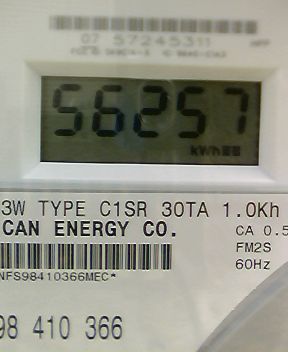 07 57245311
56257
kWh
3W TYPE C1SR 30TA 1.0Kh
CAN ENERGY CO.
CA 0.5
FM2S
60Hz
NFS98410366MEC*
98 410 366